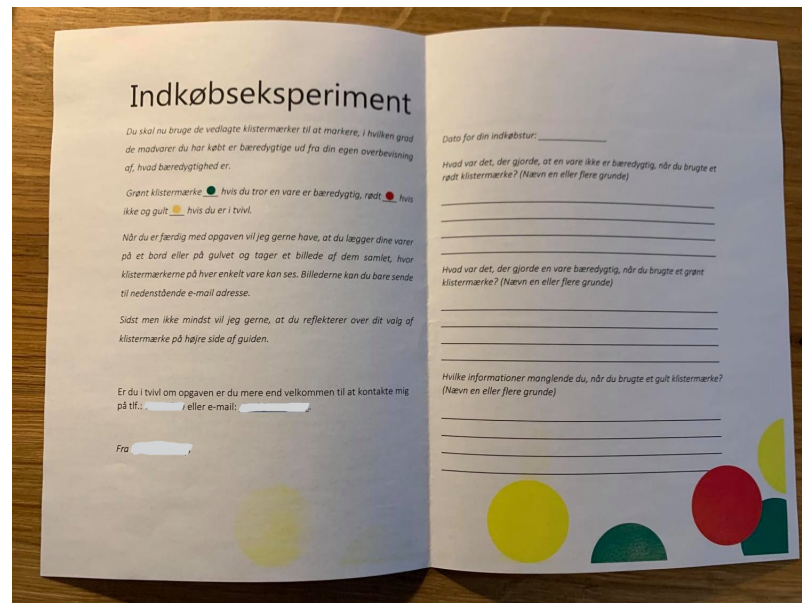 Indkøbseksperiment
Du skal nu bruge de vedlagte klistermærker til at markere, i hvilken grad
de madvarer du har købt er bæredygtige ud fra din egen overbevisning
af, hvad bæredygtighed er.
Grønt klistermærke hvis du tror en vare er bæredygtig, rødt hvis
ikke og gult hvis du er i tvivl.
Når du er færdig med opgaven vil jeg gerne have, at du lægger dine varer
på et bord eller på gulvet og tager et billede af dem samlet, hvor
klistermærkerne på hver enkelt vare kan ses. Billederne kan du bare sende
til nedenstående e-mail adresse.
Sidst men ikke mindst vil jeg gerne, at du reflekterer over dit valg af
klistermærke på højre side af guiden.
Er du i tvivl om opgaven er du mere end velkommen til at kontakte mig
på tlf.: eller e-mail:
Fra
Dato for din indkøbstur:
Hvad var det, der gjorde, at en vare ikke er bæredygtig, når du brugte et
rødt klistermærke? (Nævn en eller flere grunde)
Hvad var det, der gjorde en vare bæredygtig, når du brugte et grønt
klistermærke? (Nævn en eller flere grunde)
Hvilke informationer manglende du, når du brugte et gult klistermærke?
(Nævn en eller flere grunde)